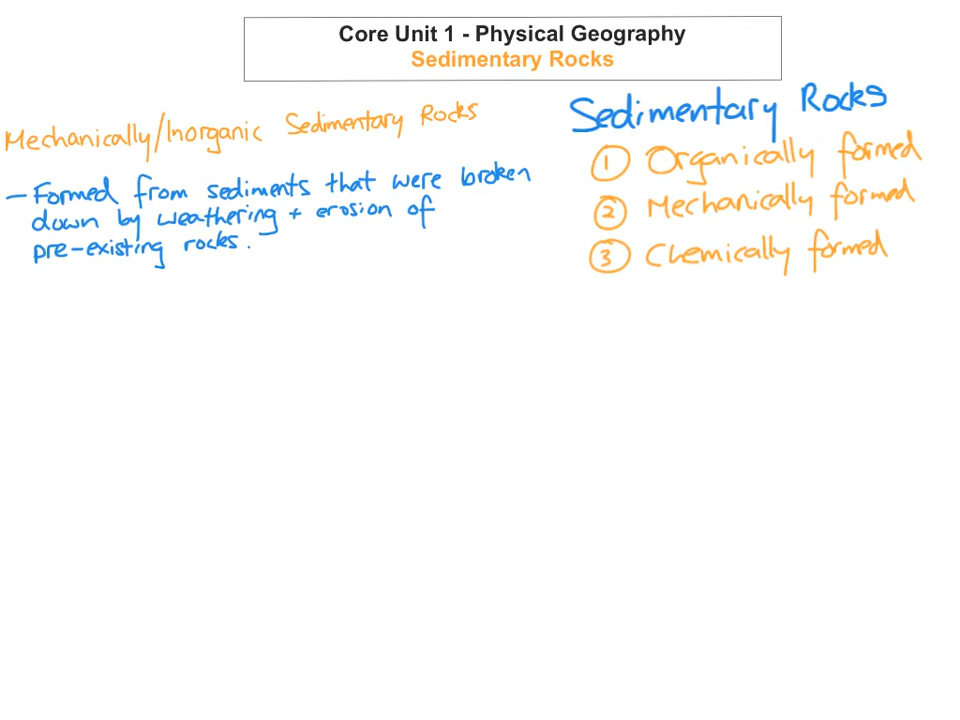 Core Unit 1 - Physical Geography
Sedimentary Rocks
Mechanically/Inorganic Sedimentary Rocks
- Formed from sediments that were broken
down by weathering + erosion of
pre-existing rocks.
Sedimentary Rocks
1 Organically formed
2 Mechanically formed
3 Chemically formed